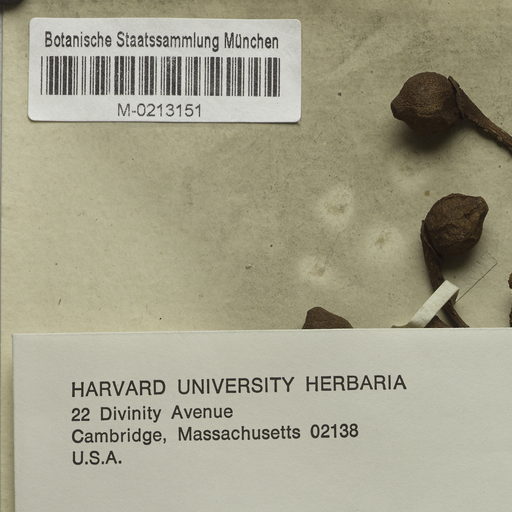 Botanische Staatssammlung München
M-0213151
HARVARD UNIVERSITY HERBARIA
22 Divinity Avenue
Cambridge, Massachusetts 02138
U.S.A.